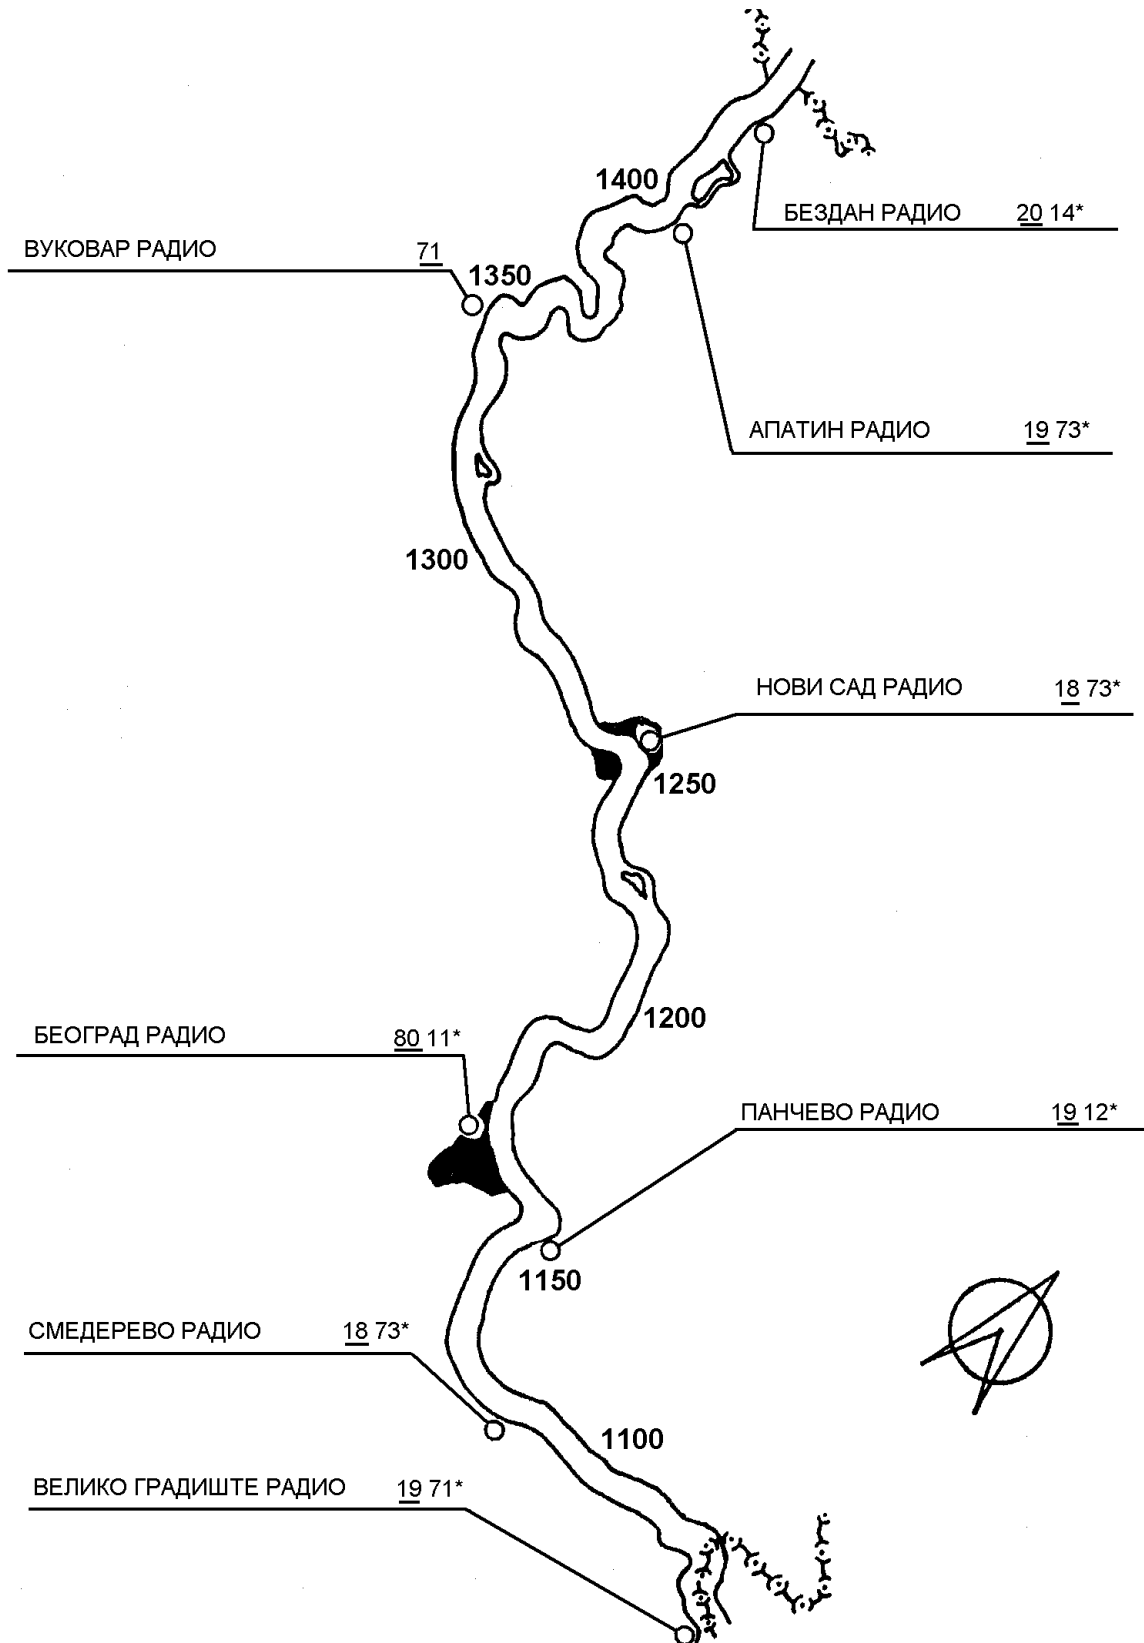 1400
БЕЗДАН РАДИО 20 14*
ВУКОВАР РАДИО 71
1350
АПАТИН РАДИО 19 73*
1300
НОВИ САД РАДИО 18 73*
1250
1200
БЕОГРАД РАДИО 80 11*
ПАНЧЕВО РАДИО 19 12*
1150
СМЕДЕРЕВО РАДИО 18 73*
1100
ВЕЛИКО ГРАДИШТЕ РАДИО 19 71*